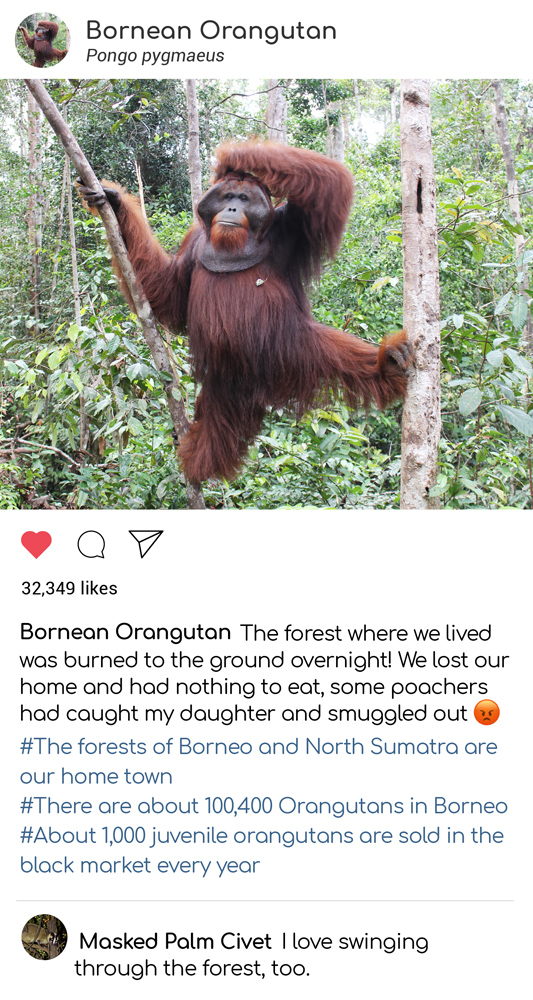 Bornean Orangutan
Pongo pygmaeus
32,349 likes
Bornean Orangutan The forest where we lived
was burned to the ground overnight! We lost our
home and had nothing to eat, some poachers
had caught my daughter and smuggled out 😡
#The forests of Borneo and North Sumatra are
our home town
#There are about 100,400 Orangutans in Borneo
#About 1,000 juvenile orangutans are sold in the
black market every year
Masked Palm Civet I love swinging
through the forest, too.